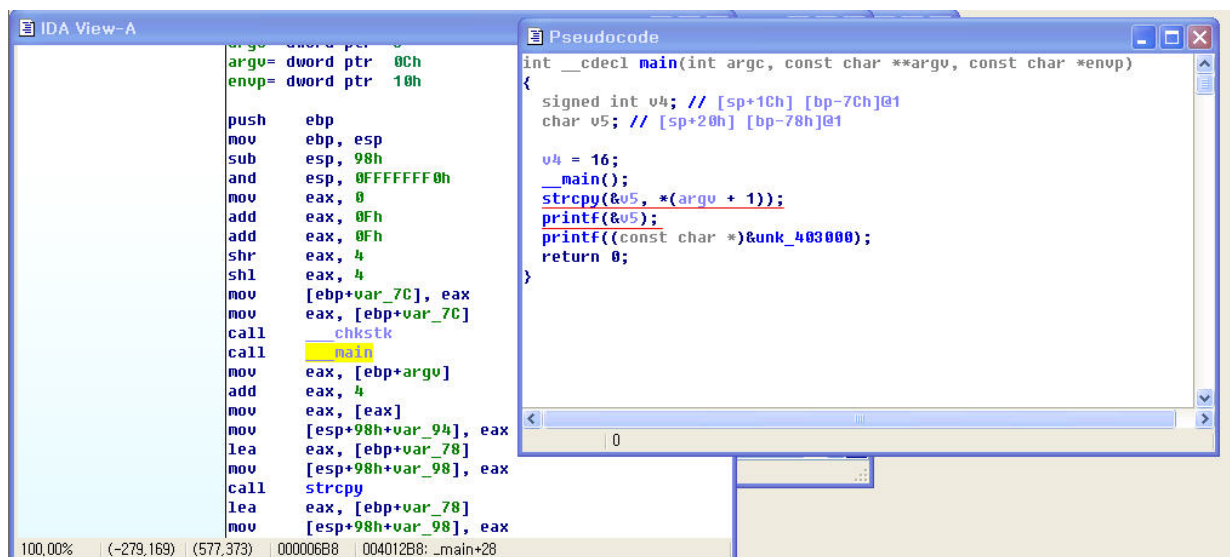 IDA View-A
argv= dword ptr  0Ch
envp= dword ptr  10h
push    ebp
mov     ebp, esp
sub     esp, 98h
and     esp, 0FFFFFFF0h
mov     eax, 0
add     eax, 0Fh
add     eax, 0Fh
shr     eax, 4
shl     eax, 4
mov     [ebp+var_7C], eax
mov     eax, [ebp+var_7C]
call    ___chkstk
call    ___main
mov     eax, [ebp+argv]
add     eax, 4
mov     eax, [eax]
mov     [esp+98h+var_94], eax
lea     eax, [ebp+var_78]
mov     [esp+98h+var_98], eax
call    strcpy
lea     eax, [ebp+var_78]
mov     [esp+98h+var_98], eax
100,00%  (-279,169)  (577,373)  000006B8  004012B8: _main+28
Pseudocode
int __cdecl main(int argc, const char **argv, const char *envp)
{
signed int v4; // [sp+1Ch] [bp-7Ch]@1
char v5; // [sp+20h] [bp-78h]@1
v4 = 16;
__main();
strcpy(&v5, *(argv + 1));
printf(&v5);
printf((const char *)&unk_403000);
return 0;
}
0